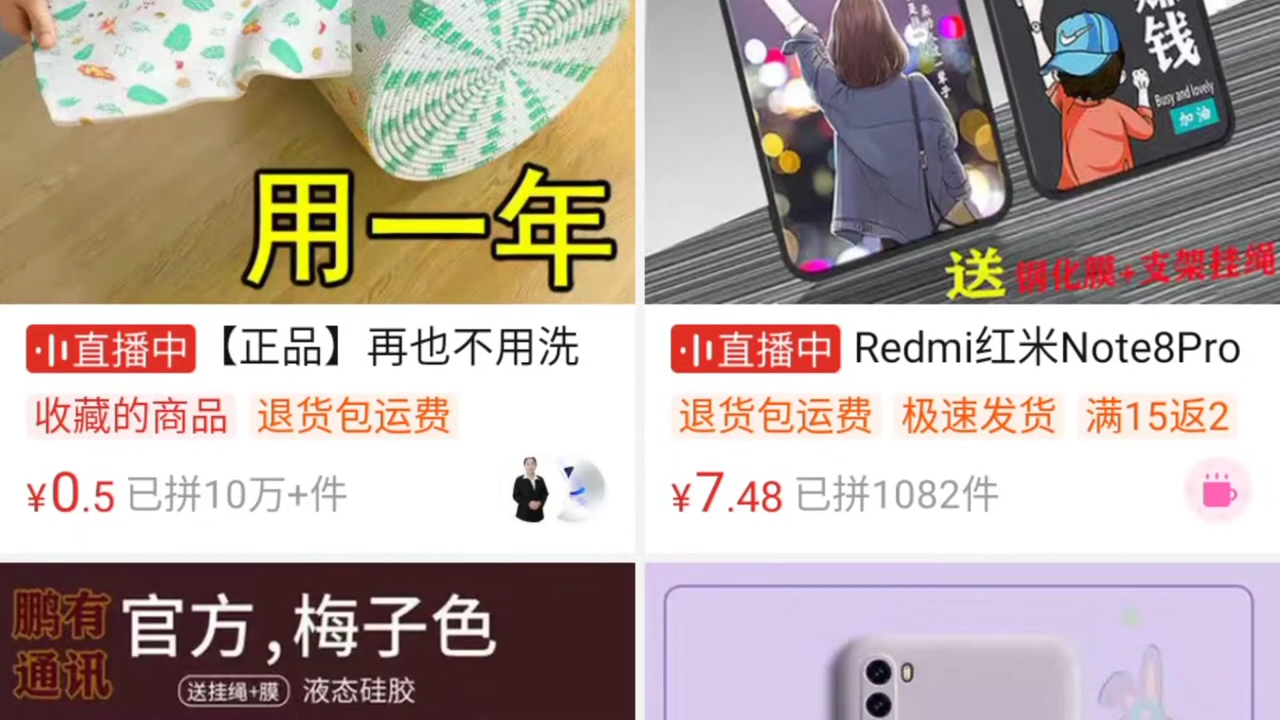 用一年
赚钱
Busy and lovely
加油
送 钢化膜+支架挂绳
直播中 【正品】再也不用洗
收藏的商品 退货包运费
¥0.5 已拼10万+件
直播中 Redmi红米Note8Pro
退货包运费 极速发货 满15返2
¥7.48 已拼1082件
鹏有通讯
官方,梅子色
送挂绳+膜 液态硅胶